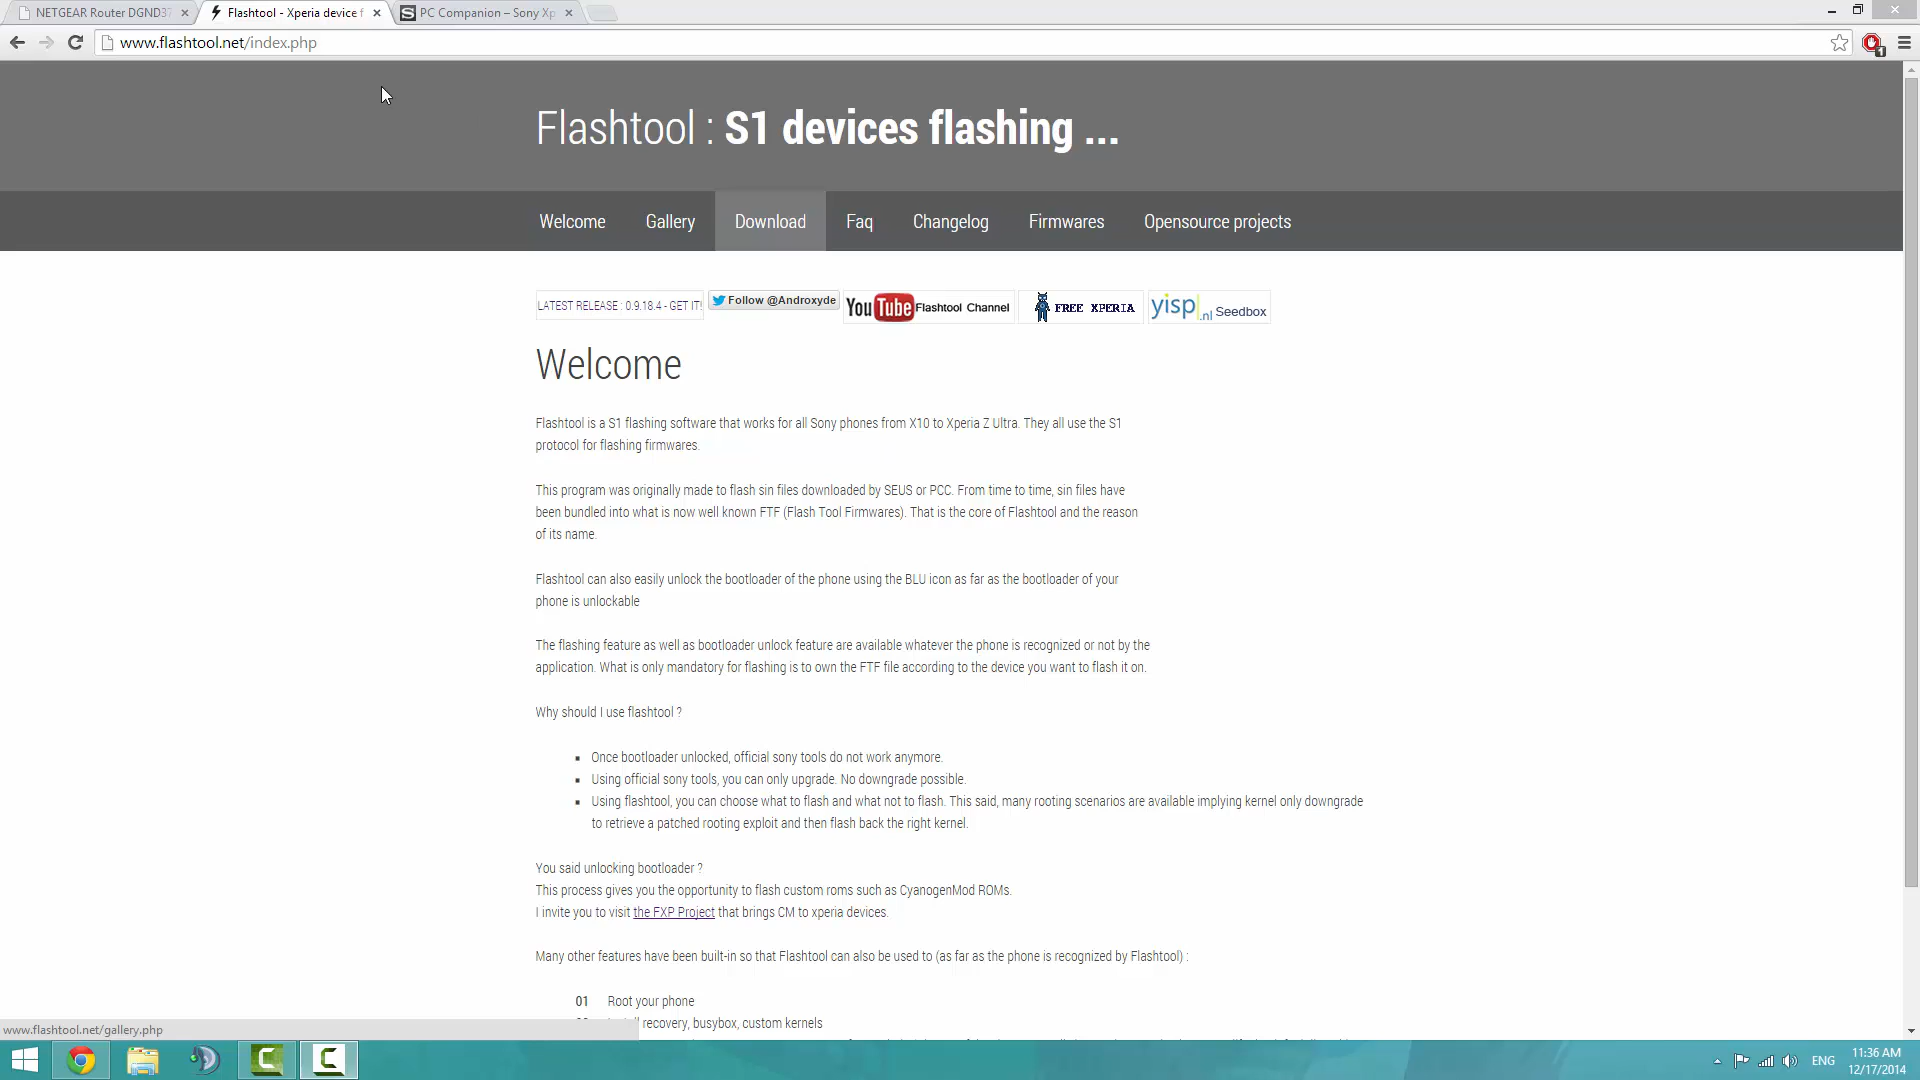 NETGEAR Router DGND37
Flashtool - Xperia device f
PC Companion – Sony Xp
www.flashtool.net/index.php
1
Flashtool : S1 devices flashing ...
Welcome Gallery Download Faq Changelog Firmwares Opensource projects
LATEST RELEASE : 0.9.18.4 - GET IT!
Follow @Androxyde
YouTube Flashtool Channel
FREE XPERIA
yisp .nl Seedbox
Welcome
Flashtool is a S1 flashing software that works for all Sony phones from X10 to Xperia Z Ultra. They all use the S1
protocol for flashing firmwares.
This program was originally made to flash sin files downloaded by SEUS or PCC. From time to time, sin files have
been bundled into what is now well known FTF (Flash Tool Firmwares). That is the core of Flashtool and the reason
of its name.
Flashtool can also easily unlock the bootloader of the phone using the BLU icon as far as the bootloader of your
phone is unlockable
The flashing feature as well as bootloader unlock feature are available whatever the phone is recognized or not by the
application. What is only mandatory for flashing is to own the FTF file according to the device you want to flash it on.
Why should I use flashtool ?
Once bootloader unlocked, official sony tools do not work anymore.
Using official sony tools, you can only upgrade. No downgrade possible.
Using flashtool, you can choose what to flash and what not to flash. This said, many rooting scenarios are available implying kernel only downgrade
to retrieve a patched rooting exploit and then flash back the right kernel.
You said unlocking bootloader ?
This process gives you the opportunity to flash custom roms such as CyanogenMod ROMs.
I invite you to visit the FXP Project that brings CM to xperia devices.
Many other features have been built-in so that Flashtool can also be used to (as far as the phone is recognized by Flashtool) :
01 Root your phone
recovery, busybox, custom kernels
www.flashtool.net/gallery.php
ENG
11:36 AM
12/17/2014